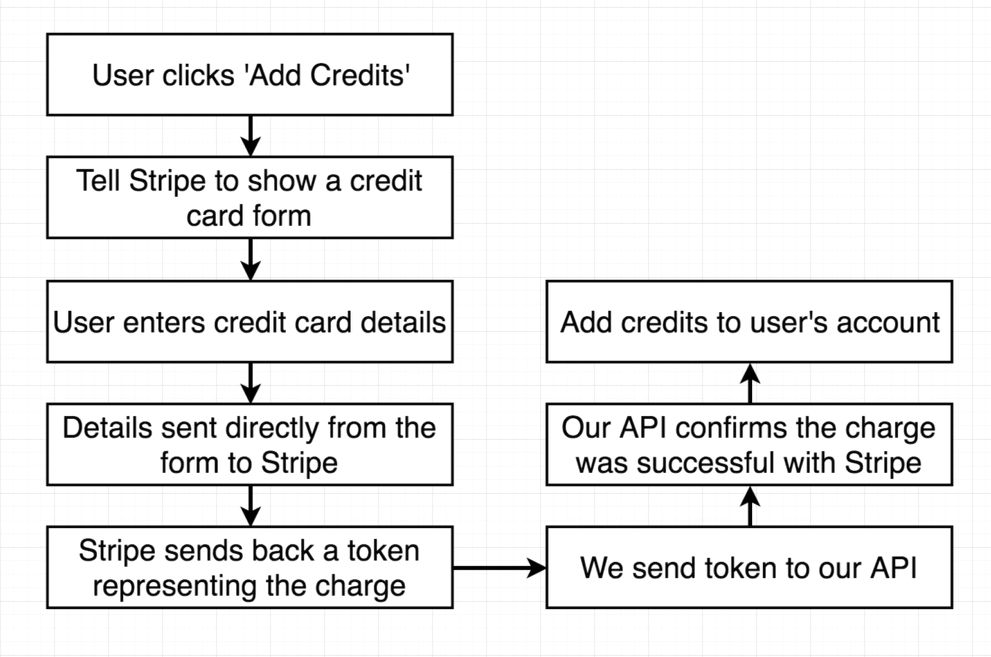 User clicks 'Add Credits'
Tell Stripe to show a credit
card form
User enters credit card details
Details sent directly from the
form to Stripe
Stripe sends back a token
representing the charge
We send token to our API
Our API confirms the charge
was successful with Stripe
Add credits to user's account